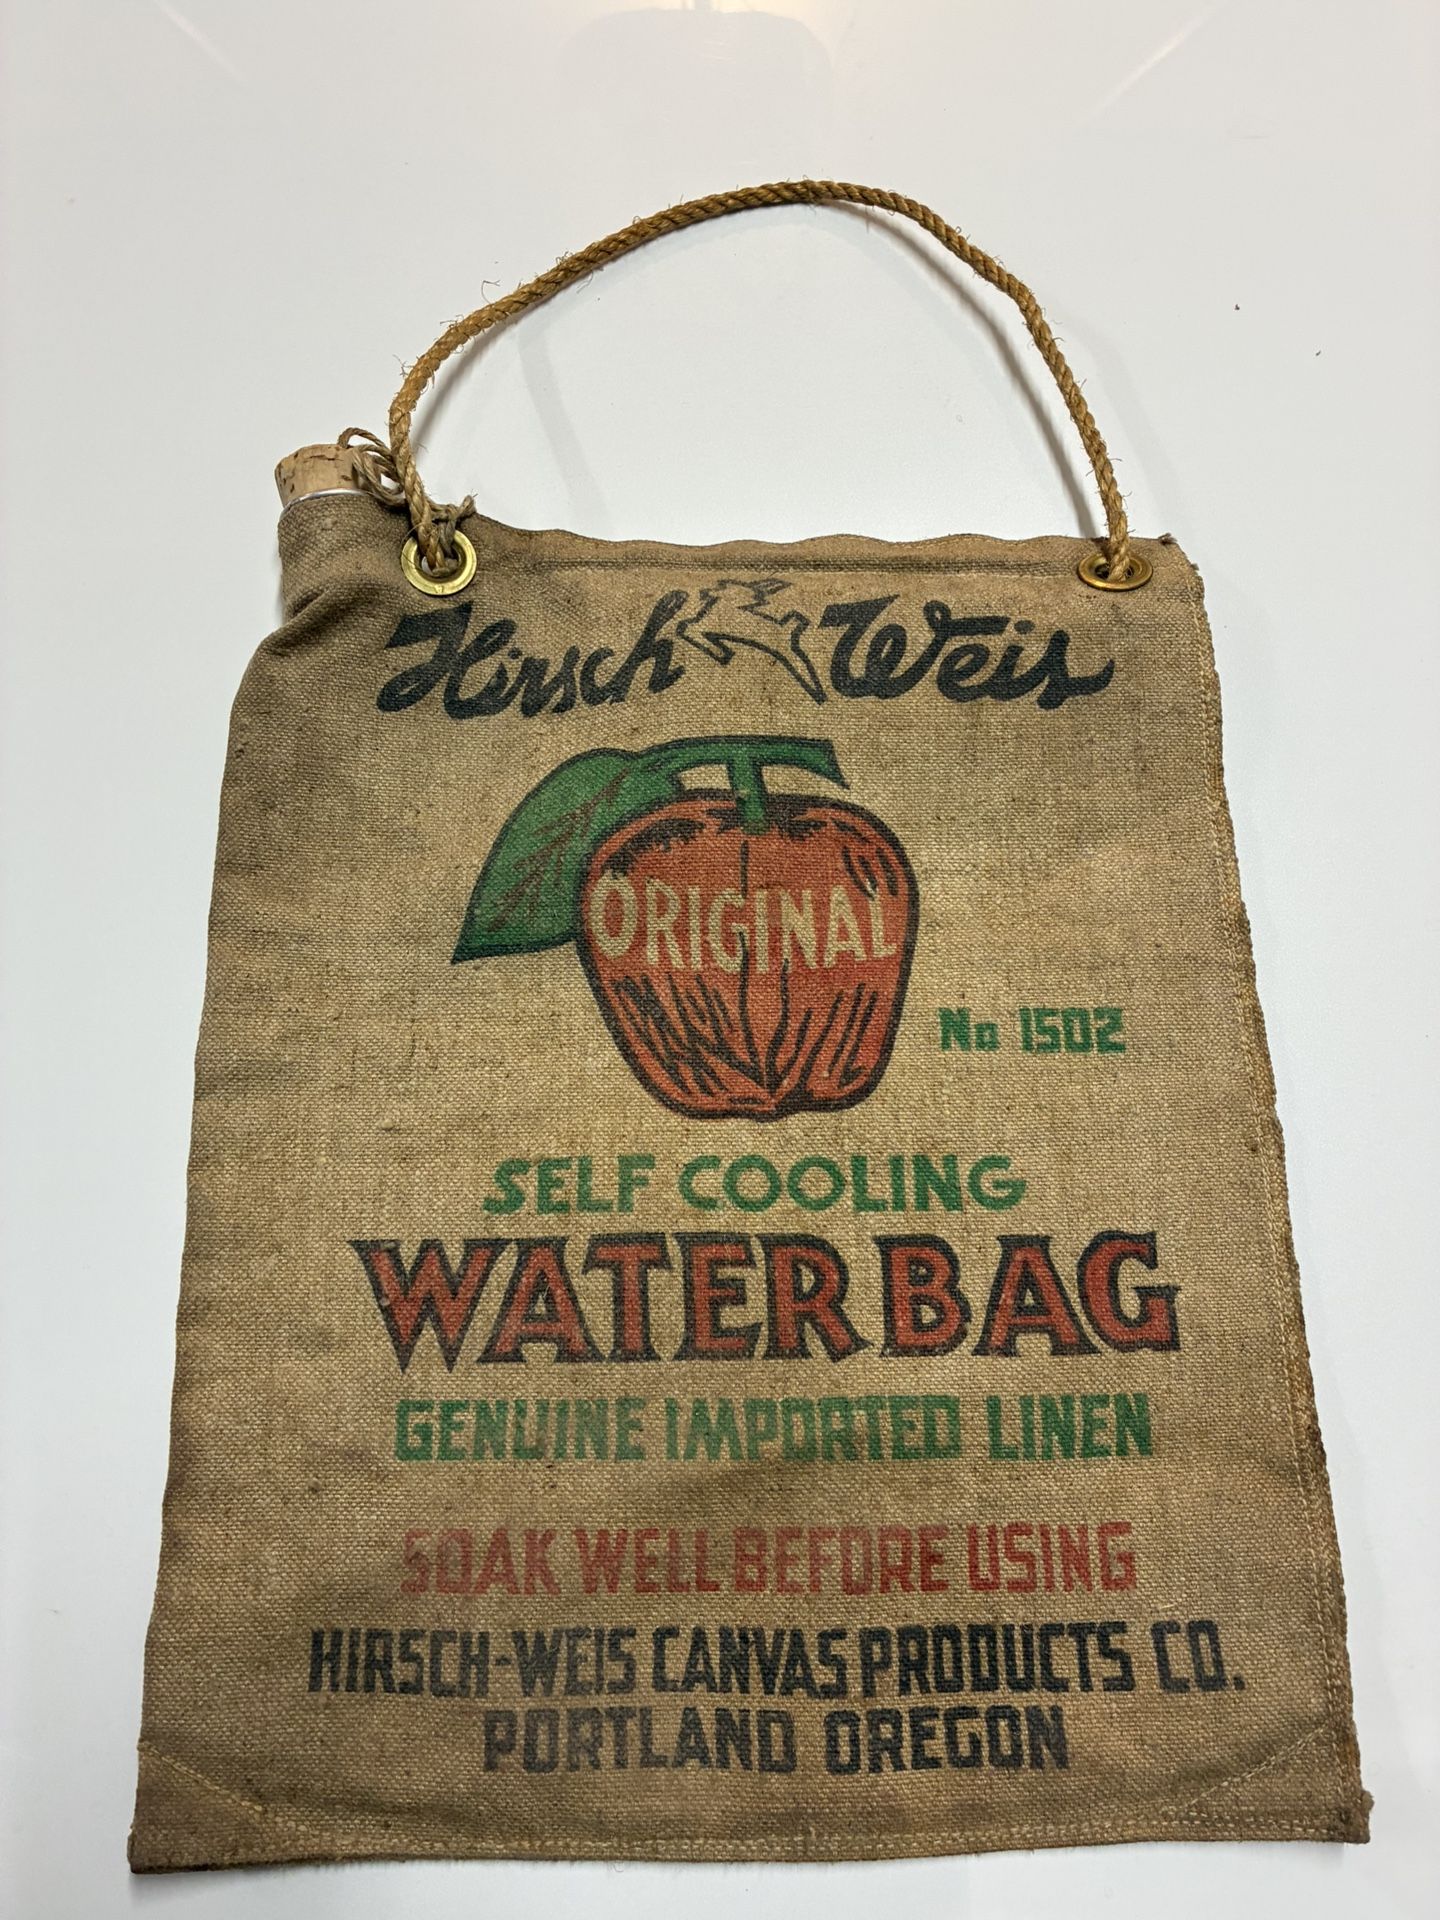 Hirsch Weis
ORIGINAL
No 1502
SELF COOLING
WATER BAG
GENUINE IMPORTED LINEN
SOAK WELL BEFORE USING
HIRSCH-WEIS CANVAS PRODUCTS CO.
PORTLAND OREGON